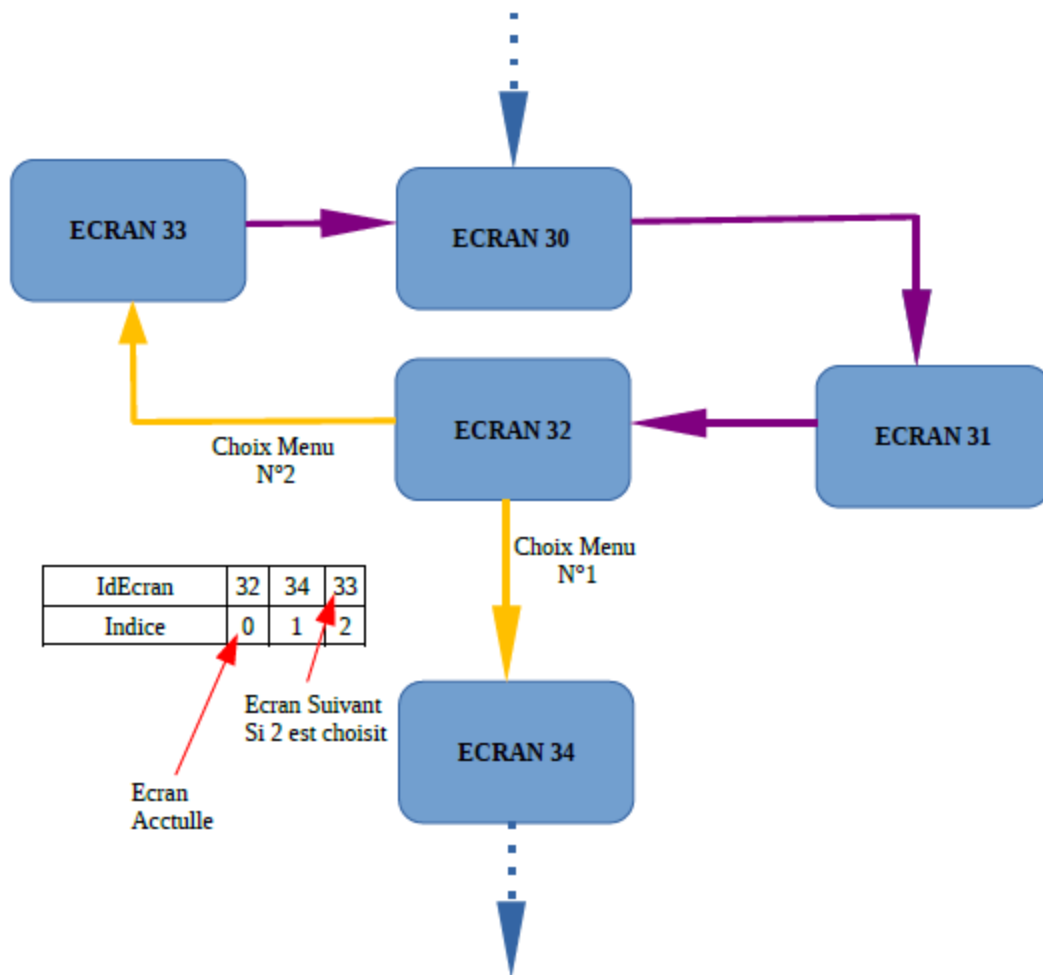 ECRAN 33
ECRAN 30
ECRAN 32
ECRAN 31
Choix Menu
N°2
Choix Menu
N°1
IdEcran 32 34 33
Indice 0 1 2
Ecran Suivant
Si 2 est choisit
ECRAN 34
Ecran
Acctulle